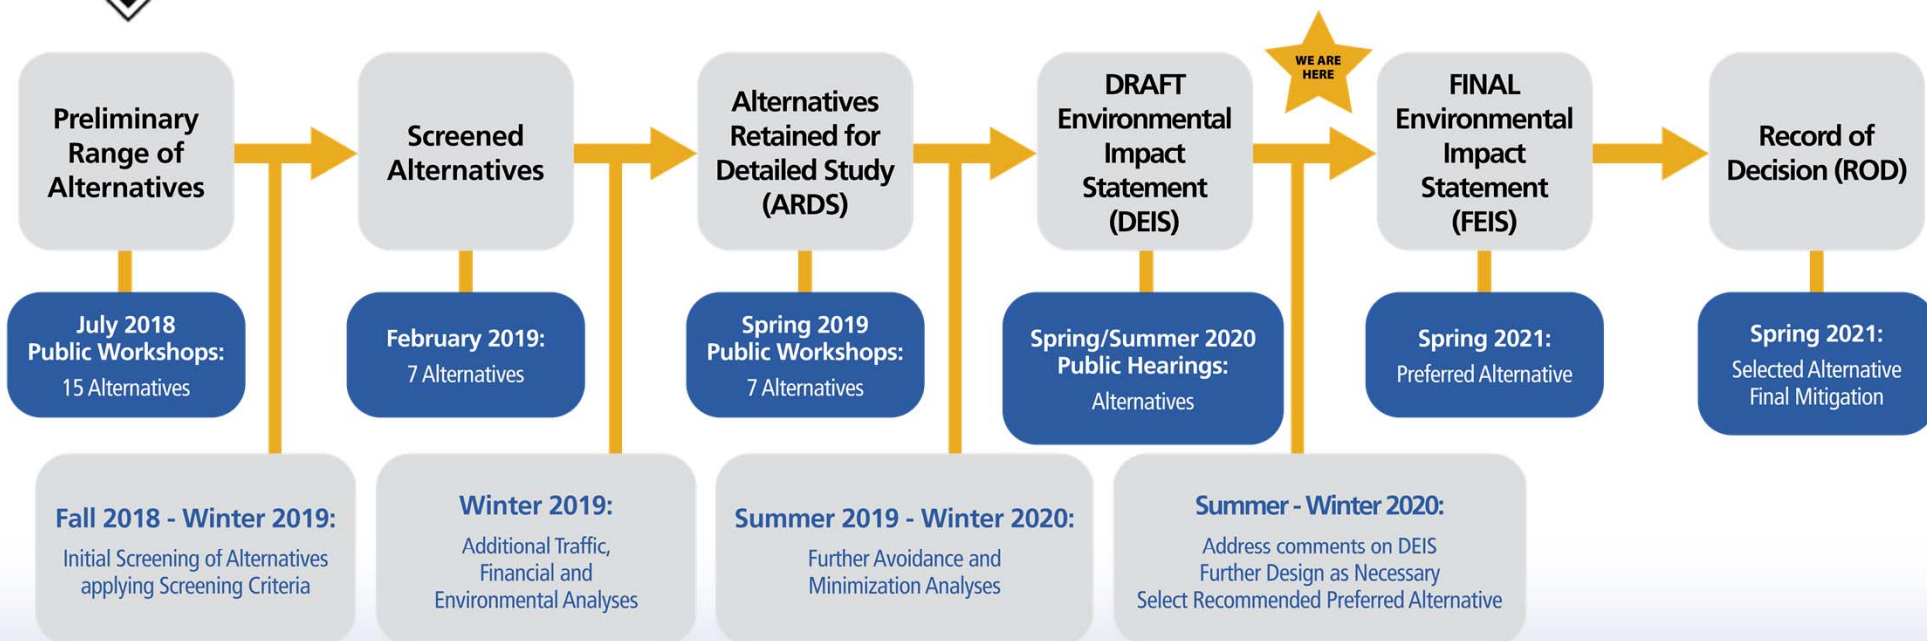 WE ARE
HERE
Preliminary
Range of
Alternatives
Screened
Alternatives
Alternatives
Retained for
Detailed Study
(ARDS)
DRAFT
Environmental
Impact
Statement
(DEIS)
FINAL
Environmental
Impact
Statement
(FEIS)
Record of
Decision (ROD)
July 2018
Public Workshops:
15 Alternatives
February 2019:
7 Alternatives
Spring 2019
Public Workshops:
7 Alternatives
Spring/Summer 2020
Public Hearings:
Alternatives
Spring 2021:
Preferred Alternative
Spring 2021:
Selected Alternative
Final Mitigation
Fall 2018 - Winter 2019:
Initial Screening of Alternatives
applying Screening Criteria
Winter 2019:
Additional Traffic,
Financial and
Environmental Analyses
Summer 2019 - Winter 2020:
Further Avoidance and
Minimization Analyses
Summer - Winter 2020:
Address comments on DEIS
Further Design as Necessary
Select Recommended Preferred Alternative